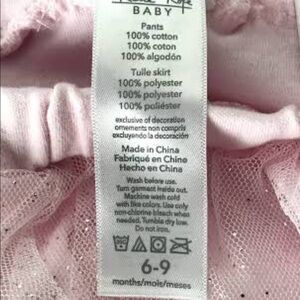 BABY
Pants
100% cotton
100% coton
100% algodón
Tulle skirt
100% polyester
100% polyester
100% poliéster
exclusive of decoration
ornements non compris
excluyendo la decoración
Made in China
Fabriqué en Chine
Hecho en China
Wash before use.
Turn garment inside out.
Machine wash cold
with like colors. Use only
non-chlorine bleach when
needed. Tumble dry low.
Do not iron.
6-9
months/mois/meses